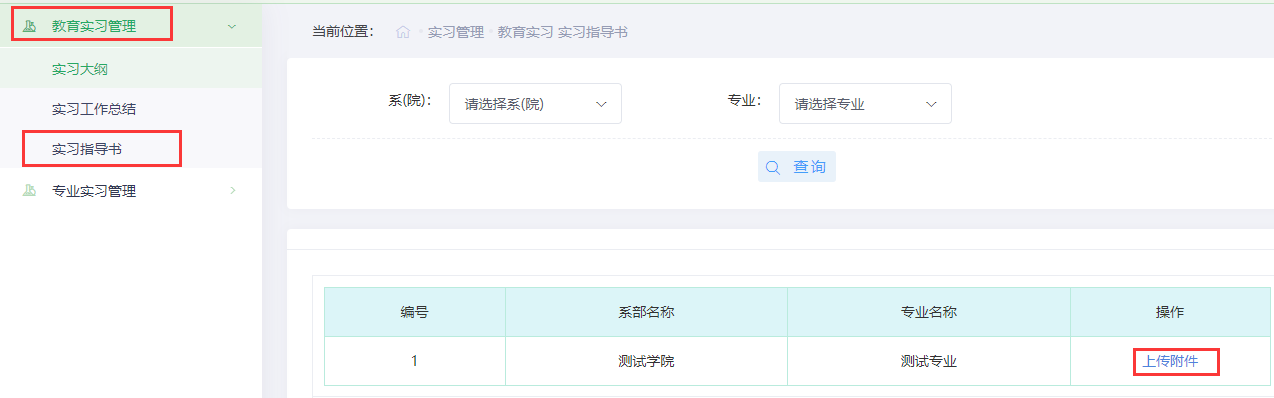 教育实习管理
实习大纲
实习工作总结
实习指导书
专业实习管理
当前位置： 实习管理 教育实习 实习指导书
系(院)： 请选择系(院) 专业： 请选择专业
查询
编号 系部名称 专业名称 操作
1 测试学院 测试专业 上传附件